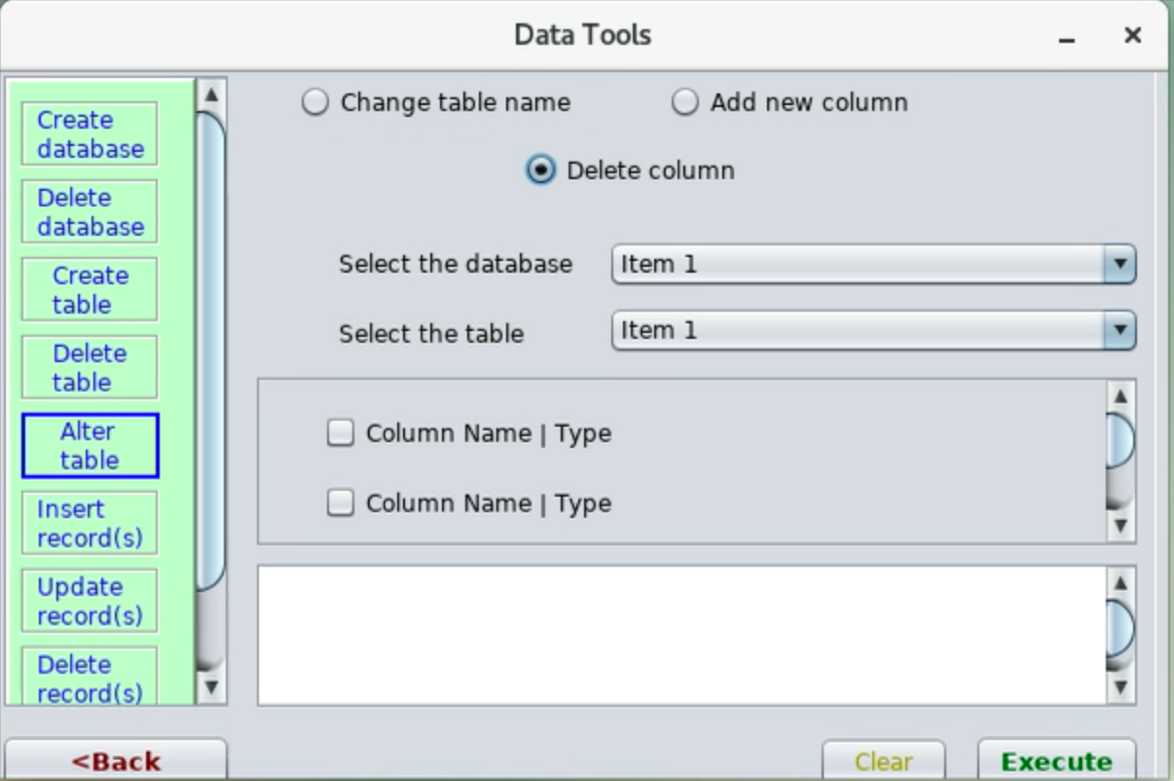 Data Tools
Create
database
Delete
database
Create
table
Delete
table
Alter
table
Insert
record(s)
Update
record(s)
Delete
record(s)
Change table name
Add new column
Delete column
Select the database
Item 1
Select the table
Item 1
Column Name | Type
Column Name | Type
<Back
Clear
Execute